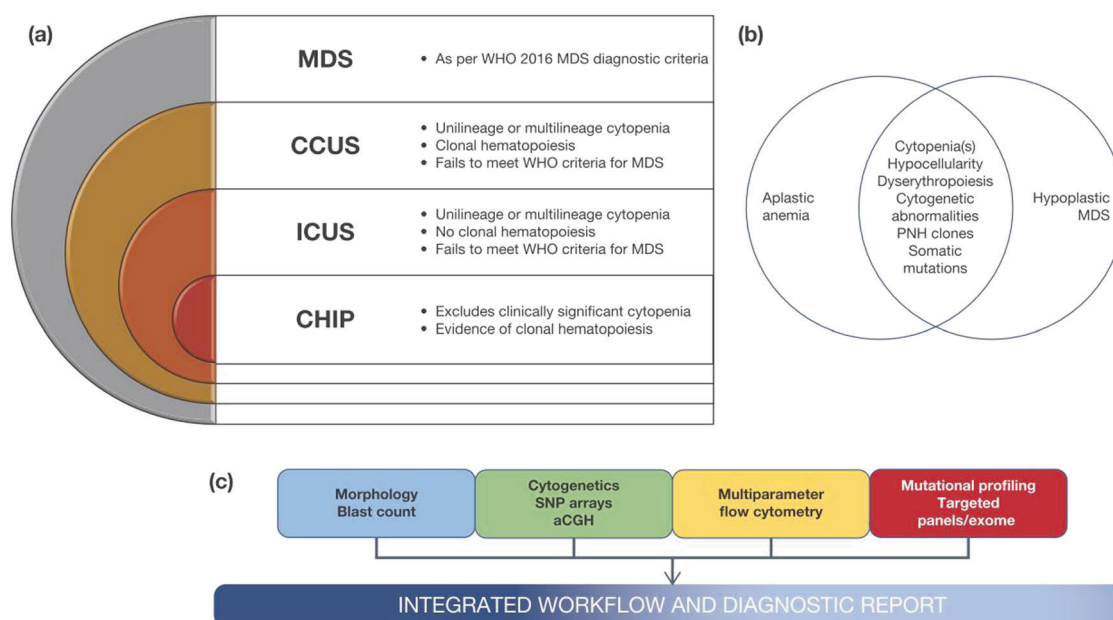 (a)
MDS
• As per WHO 2016 MDS diagnostic criteria
CCUS
• Unilineage or multilineage cytopenia
• Clonal hematopoiesis
• Fails to meet WHO criteria for MDS
ICUS
• Unilineage or multilineage cytopenia
• No clonal hematopoiesis
• Fails to meet WHO criteria for MDS
CHIP
• Excludes clinically significant cytopenia
• Evidence of clonal hematopoiesis
(b)
Aplastic
anemia
Cytopenia(s)
Hypocellularity
Dyserythropoiesis
Cytogenetic
abnormalities
PNH clones
Somatic
mutations
Hypoplastic
MDS
(c)
Morphology
Blast count
Cytogenetics
SNP arrays
aCGH
Multiparameter
flow cytometry
Mutational profiling
Targeted
panels/exome
INTEGRATED WORKFLOW AND DIAGNOSTIC REPORT